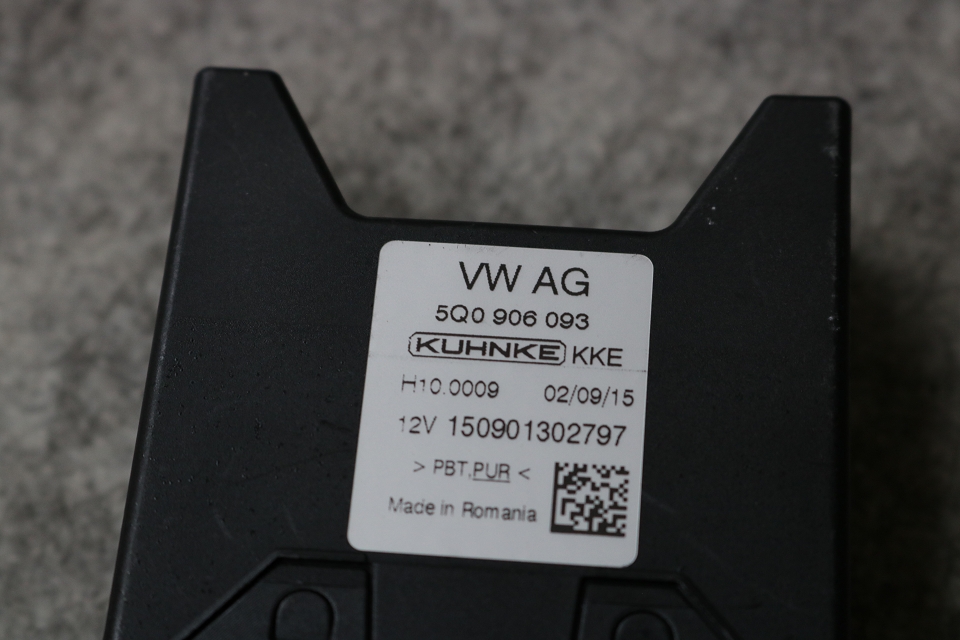 VW AG
5Q0 906 093
KUHNKE KKE
H10.0009 02/09/15
12V 150901302797
> PBT,PUR <
Made in Romania